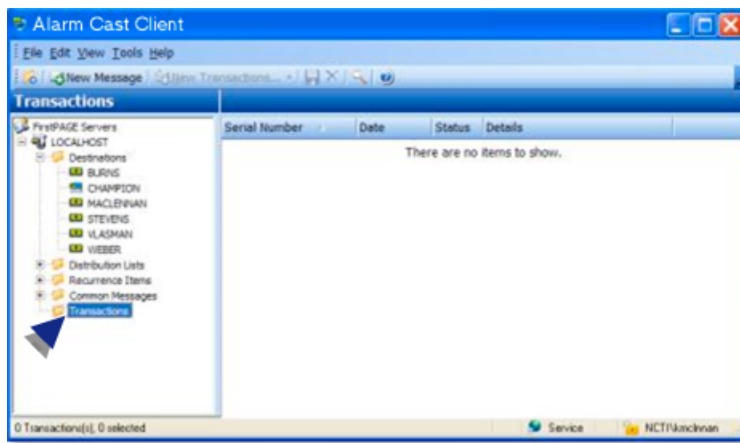 Alarm Cast Client
File Edit View Tools Help
New Message New Transactions...
Transactions
Serial Number Date Status Details
FirstPAGE Servers
There are no items to show.
LOCALHOST
Destinations
BURNS
CHAMPION
MACLENNAN
STEVENS
VLASMAN
WEBER
Distribution Lists
Recurrence Items
Common Messages
Transactions
0 Transactions(s), 0 selected Service